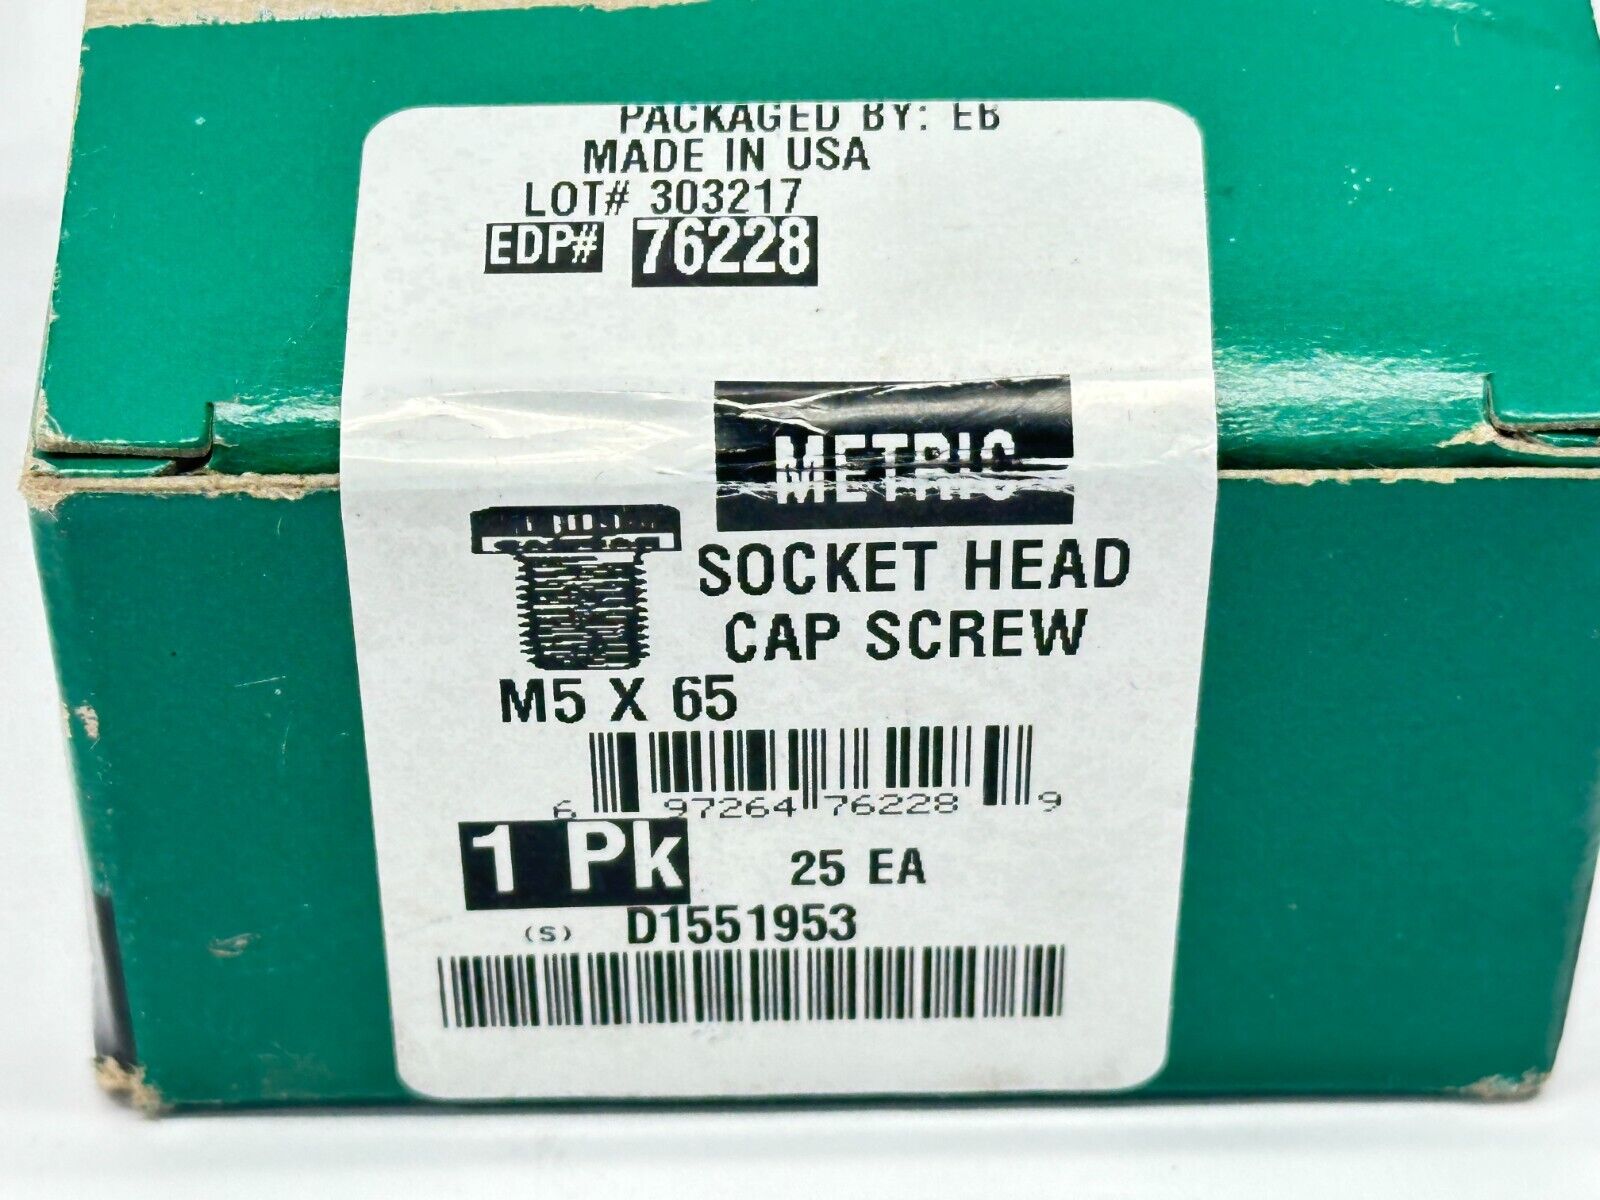 PACKAGED BY: EB
MADE IN USA
LOT# 303217
EDP# 76228
METRIC
SOCKET HEAD
CAP SCREW
M5 X 65
6 97264 76228 9
1 Pk 25 EA
(S) D1551953